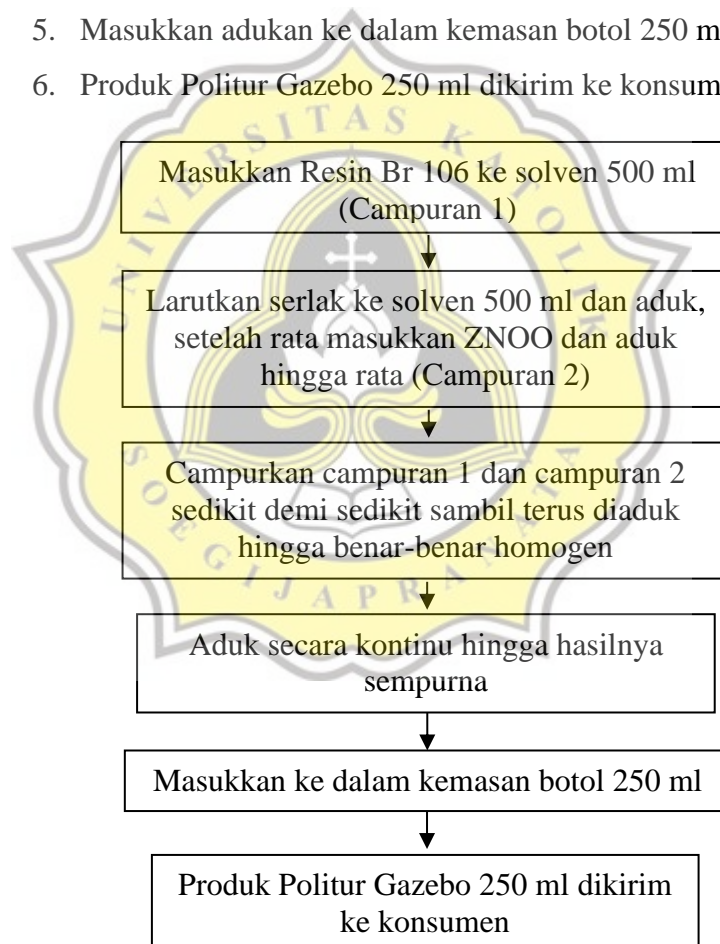 5. Masukkan adukan ke dalam kemasan botol 250 m
6. Produk Politur Gazebo 250 ml dikirim ke konsum
UNIVERSITAS KATOLIK
SOEGIJAPRANATA
Masukkan Resin Br 106 ke solven 500 ml
(Campuran 1)
Larutkan serlak ke solven 500 ml dan aduk,
setelah rata masukkan ZNOO dan aduk
hingga rata (Campuran 2)
Campurkan campuran 1 dan campuran 2
sedikit demi sedikit sambil terus diaduk
hingga benar-benar homogen
Aduk secara kontinu hingga hasilnya
sempurna
Masukkan ke dalam kemasan botol 250 ml
Produk Politur Gazebo 250 ml dikirim
ke konsumen